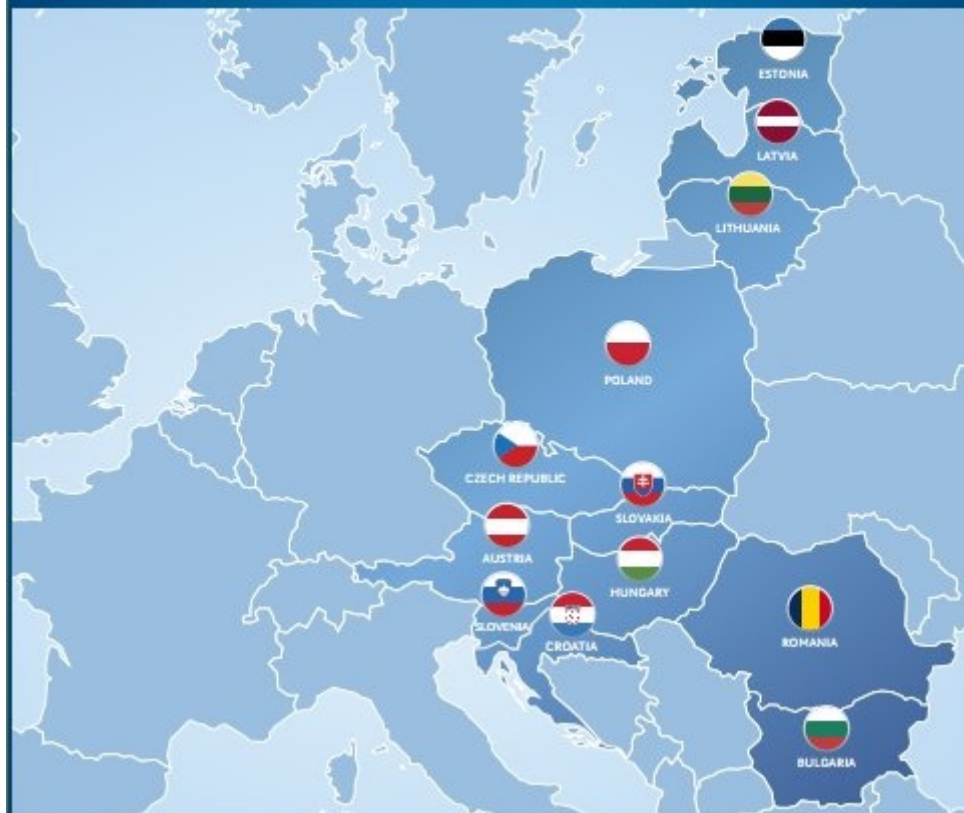 ESTONIA
LATVIA
LITHUANIA
POLAND
CZECH REPUBLIC
SLOVAKIA
AUSTRIA
HUNGARY
SLOVENIA
CROATIA
ROMANIA
BULGARIA